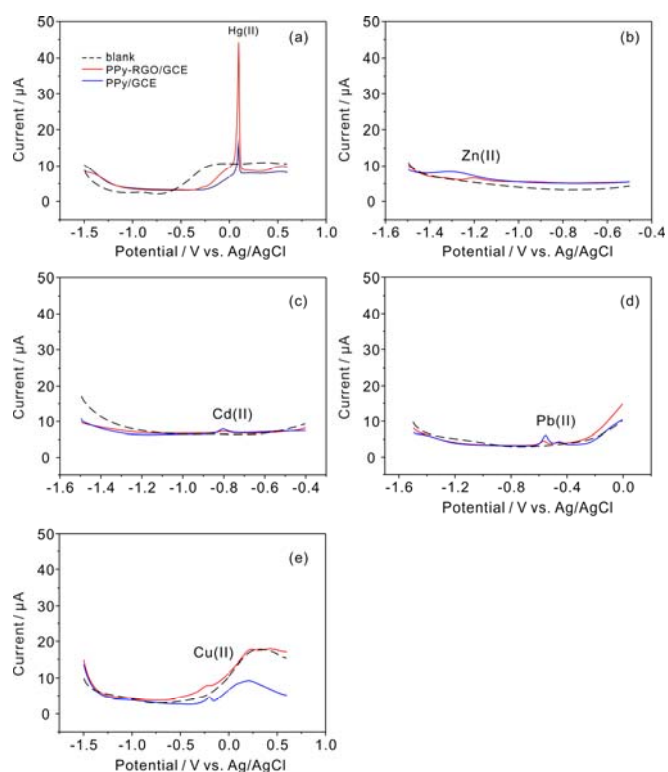 50
40
30
20
10
0
Current / µA
Hg(II)
(a)
blank
PPy-RGO/GCE
PPy/GCE
-1.5 -1.0 -0.5 0.0 0.5 1.0
Potential / V vs. Ag/AgCl
50
40
30
20
10
0
Current / µA
(b)
Zn(II)
-1.6 -1.4 -1.2 -1.0 -0.8 -0.6 -0.4
Potential / V vs. Ag/AgCl
50
40
30
20
10
0
Current / µA
(c)
Cd(II)
-1.6 -1.4 -1.2 -1.0 -0.8 -0.6 -0.4
Potential / V vs. Ag/AgCl
50
40
30
20
10
0
Current / µA
(d)
Pb(II)
-1.6 -1.2 -0.8 -0.4 0.0
Potential / V vs. Ag/AgCl
50
40
30
20
10
0
Current / µA
(e)
Cu(II)
-1.5 -1.0 -0.5 0.0 0.5 1.0
Potential / V vs. Ag/AgCl